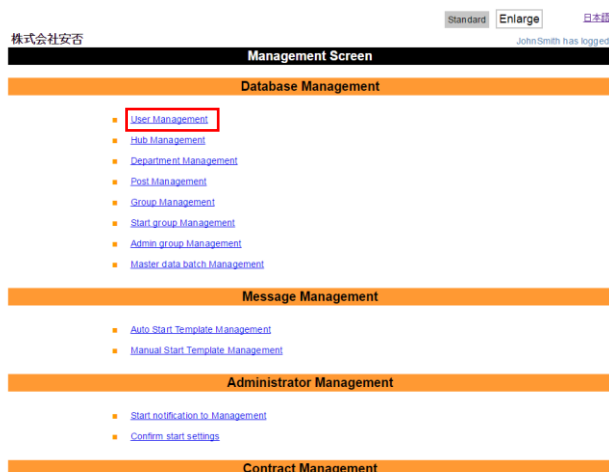 Standard Enlarge 日本語
株式会社安否
JohnSmith has logged
Management Screen
Database Management
User Management
Hub Management
Department Management
Post Management
Group Management
Start group Management
Admin group Management
Master data batch Management
Message Management
Auto Start Template Management
Manual Start Template Management
Administrator Management
Start notification to Management
Confirm start settings
Contract Management